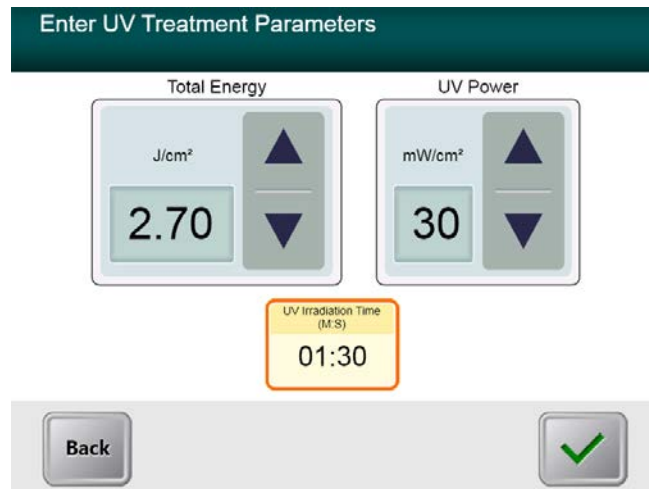 Enter UV Treatment Parameters
Total Energy
UV Power
J/cm²
mW/cm²
2.70
30
UV Irradiation Time
(M:S)
01:30
Back